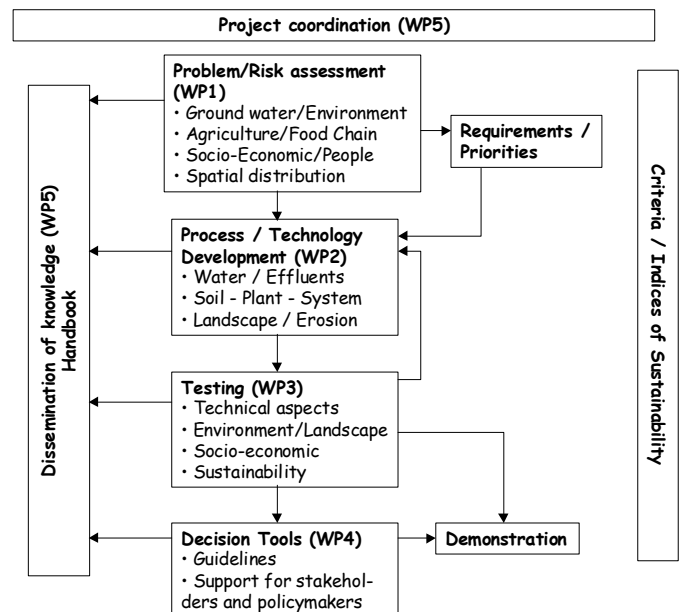 Project coordination (WP5)
Problem/Risk assessment
(WP1)
• Ground water/Environment
• Agriculture/Food Chain
• Socio-Economic/People
• Spatial distribution
Requirements /
Priorities
Process / Technology
Development (WP2)
• Water / Effluents
• Soil - Plant - System
• Landscape / Erosion
Testing (WP3)
• Technical aspects
• Environment/Landscape
• Socio-economic
• Sustainability
Decision Tools (WP4)
• Guidelines
• Support for stakehol-
ders and policymakers
Demonstration
Dissemination of knowledge (WP5)
Handbook
Criteria / Indices of Sustainability